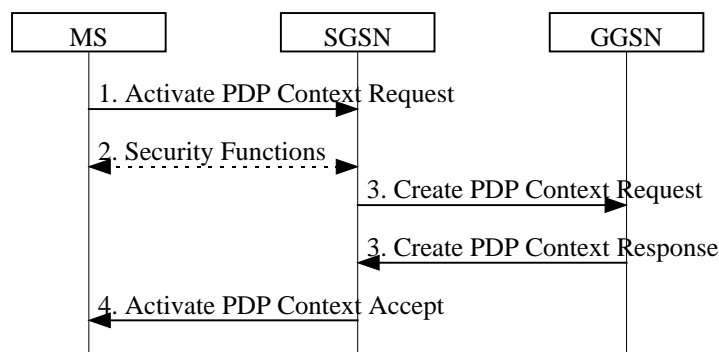 MS
SGSN
GGSN
1. Activate PDP Context Request
2. Security Functions
3. Create PDP Context Request
3. Create PDP Context Response
4. Activate PDP Context Accept